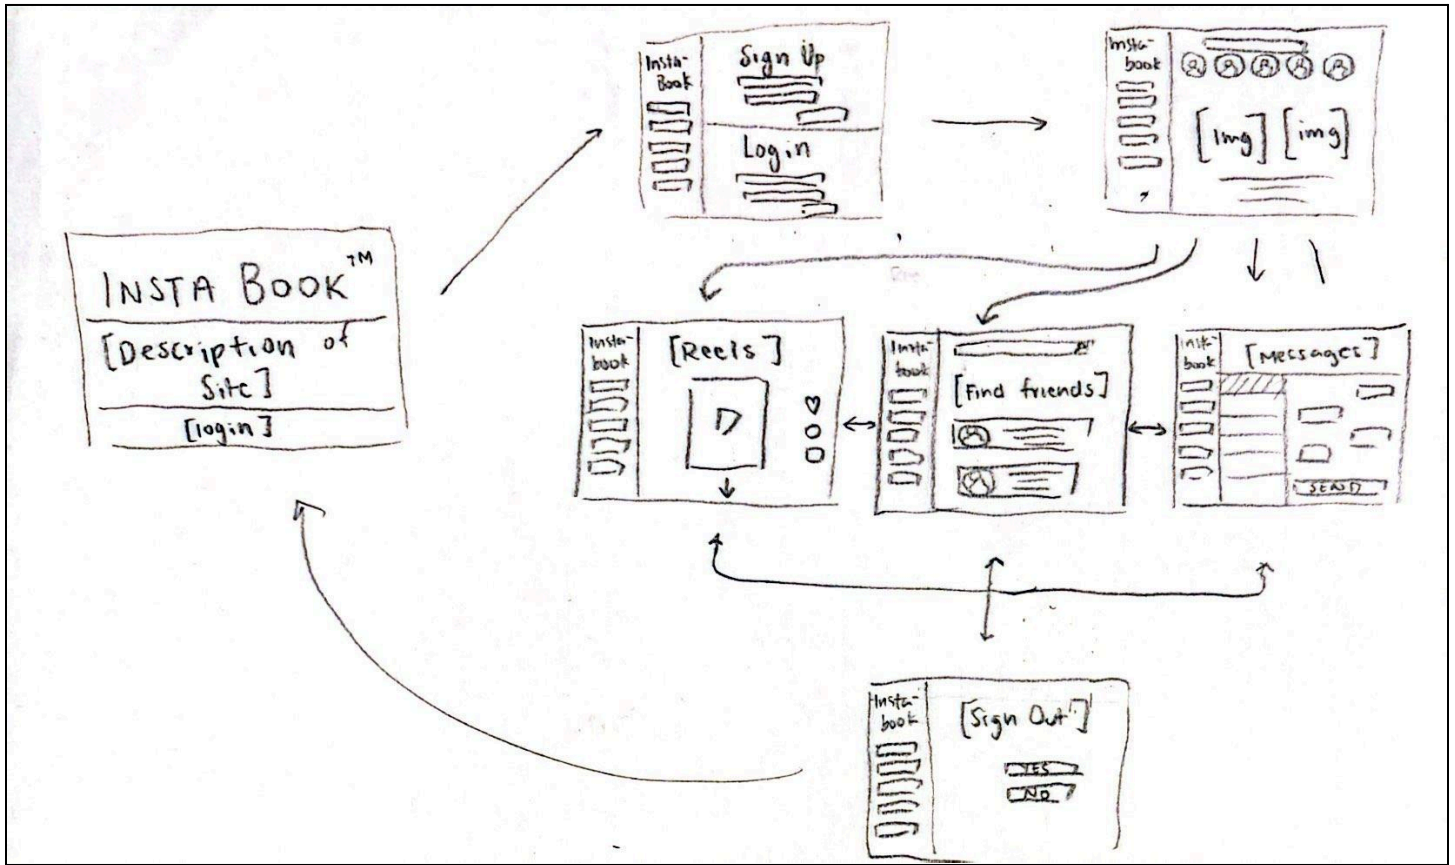 INSTA BOOK™
[Description of
Site]
[login]
Insta-
Book
Sign Up
Login
Insta-
book
[Img] [img]
Insta-
book
[Reels]
Insta-
book
[Find friends]
Insta-
book
[Messages]
SEND
Insta-
book
[Sign Out]
YES
NO